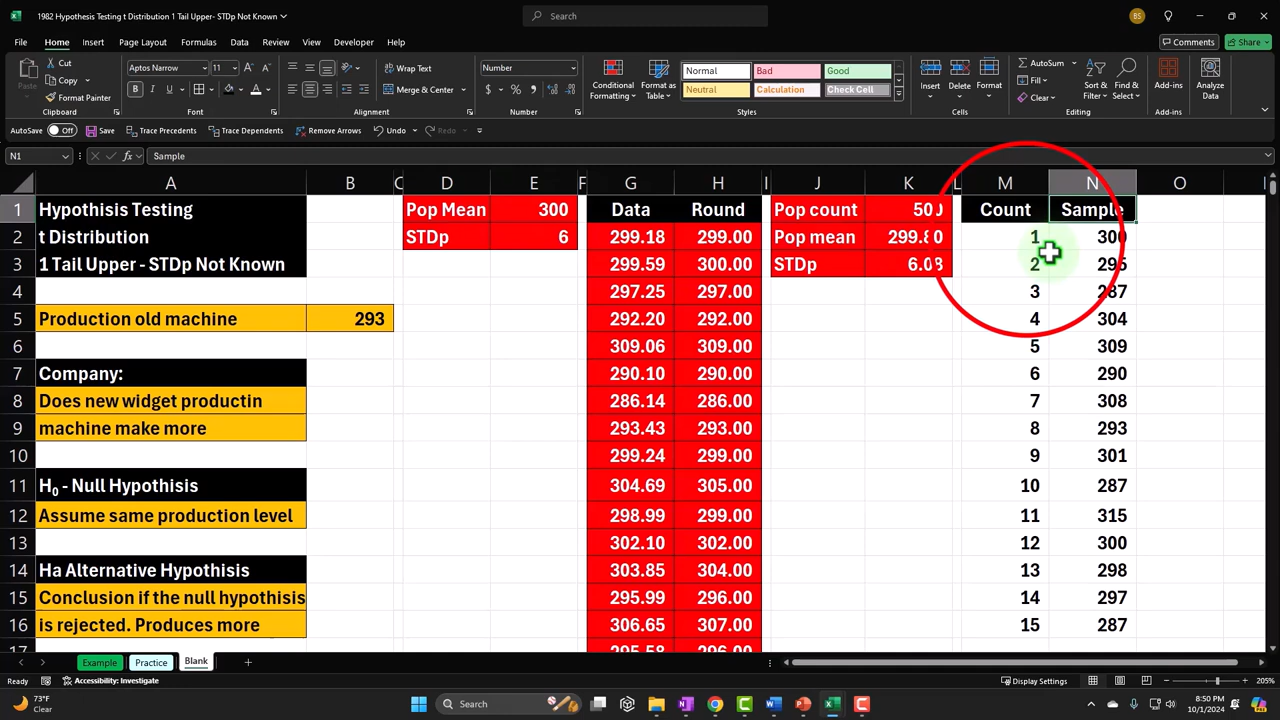 1982 Hypothesis Testing t Distribution 1 Tail Upper- STDp Not Known
Search
BS
File Home Insert Page Layout Formulas Data Review View Developer Help
Comments Share
Cut
Copy
Format Painter
Paste
Clipboard
Aptos Narrow 11
Font
Wrap Text
Merge & Center
Alignment
Number
Number
Conditional Formatting
Format as Table
Normal Bad Good
Neutral Calculation Check Cell
Styles
Insert Delete Format
Cells
AutoSum
Fill
Clear
Sort & Filter
Find & Select
Editing
Add-ins
Add-ins
Analyze Data
AutoSave Off Save Trace Precedents Trace Dependents Remove Arrows Undo Redo
N1 fx Sample
A B C D E F G H I J K L M N O
1 Hypothisis Testing Pop Mean 300 Data Round Pop count 500 Count Sample
2 t Distribution STDp 6 299.18 299.00 Pop mean 299.80 1 300
3 1 Tail Upper - STDp Not Known 299.59 300.00 STDp 6.03 2 295
4 297.25 297.00 3 287
5 Production old machine 293 292.20 292.00 4 304
6 309.06 309.00 5 309
7 Company: 290.10 290.00 6 290
8 Does new widget productin 286.14 286.00 7 308
9 machine make more 293.43 293.00 8 293
10 299.24 299.00 9 301
11 H₀ - Null Hypothisis 304.69 305.00 10 287
12 Assume same production level 298.99 299.00 11 315
13 302.10 302.00 12 300
14 Ha Alternative Hypothisis 303.85 304.00 13 298
15 Conclusion if the null hypothisis 295.99 296.00 14 297
16 is rejected. Produces more 306.65 307.00 15 287
17 295.58 296.00
Example Practice Blank
Ready Accessibility: Investigate Display Settings 205%
73°F
Clear
Search
8:50 PM
10/1/2024